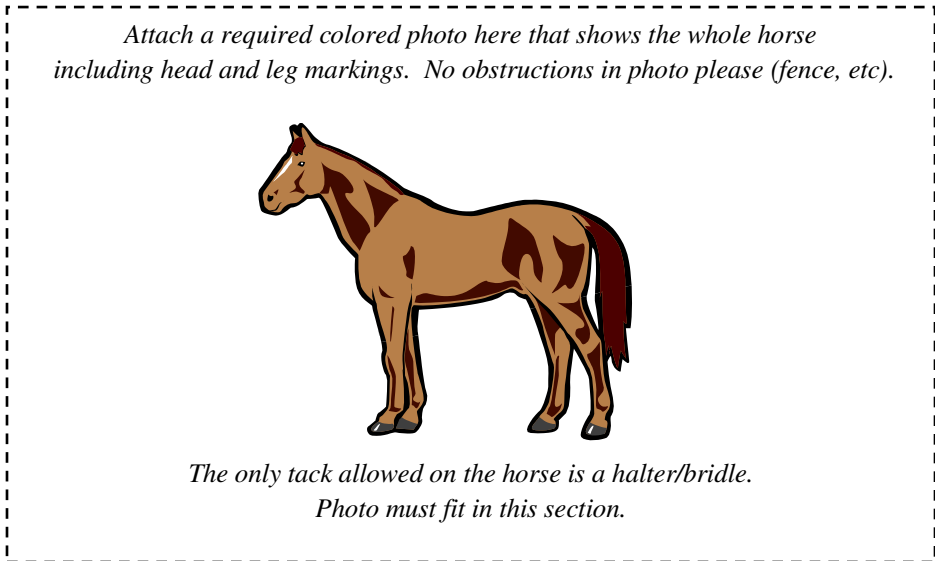 Attach a required colored photo here that shows the whole horse
including head and leg markings.  No obstructions in photo please (fence, etc).
The only tack allowed on the horse is a halter/bridle.
Photo must fit in this section.